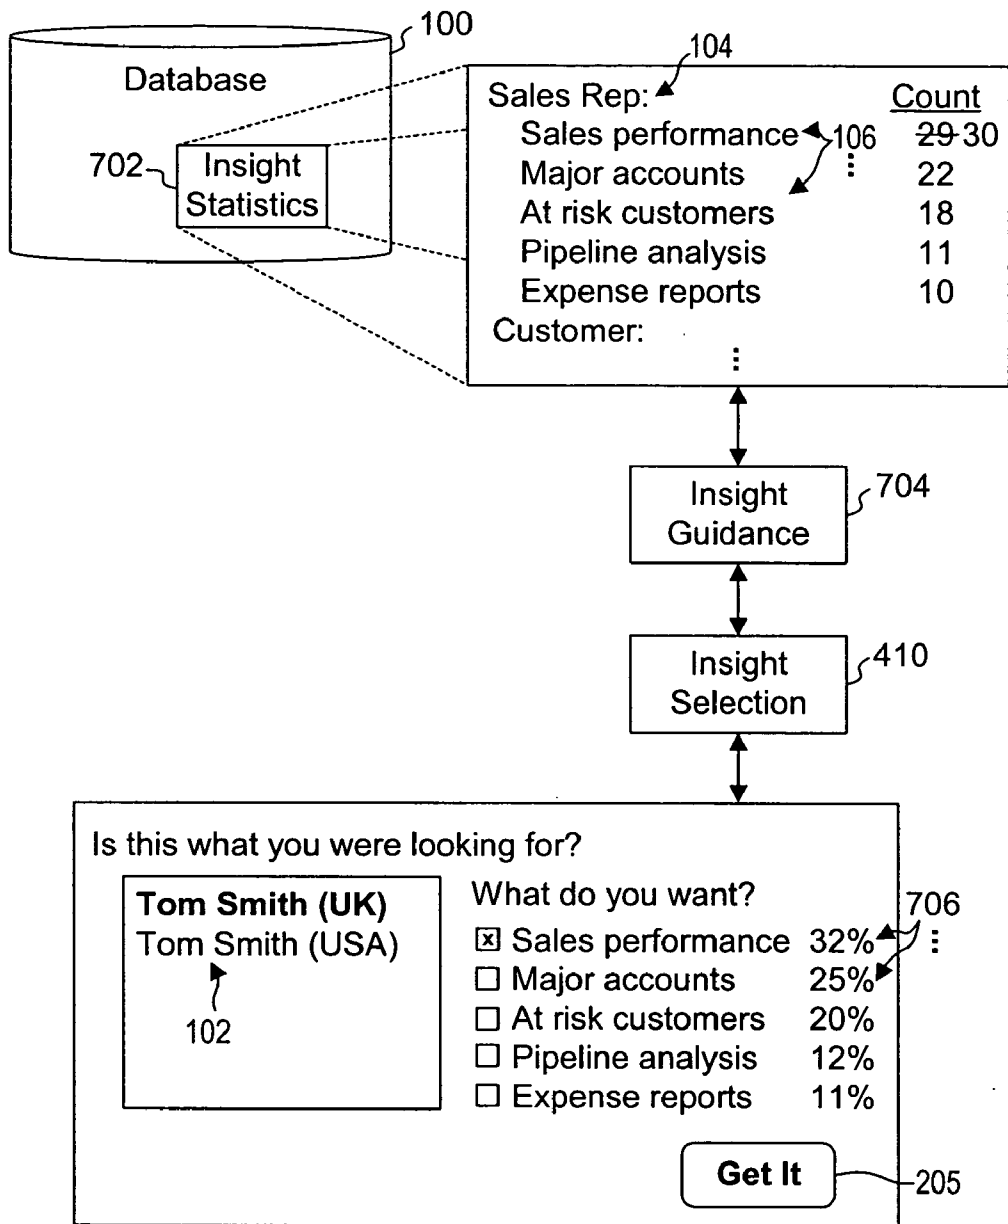 100
Database
702
Insight
Statistics
104
Sales Rep: Count
Sales performance 106 29 30
Major accounts ⋮ 22
At risk customers 18
Pipeline analysis 11
Expense reports 10
Customer:
⋮
Insight
Guidance
704
Insight
Selection
410
Is this what you were looking for?
Tom Smith (UK)
Tom Smith (USA)
102
What do you want?
706
☒ Sales performance 32% ⋮
☐ Major accounts 25%
☐ At risk customers 20%
☐ Pipeline analysis 12%
☐ Expense reports 11%
Get It
205